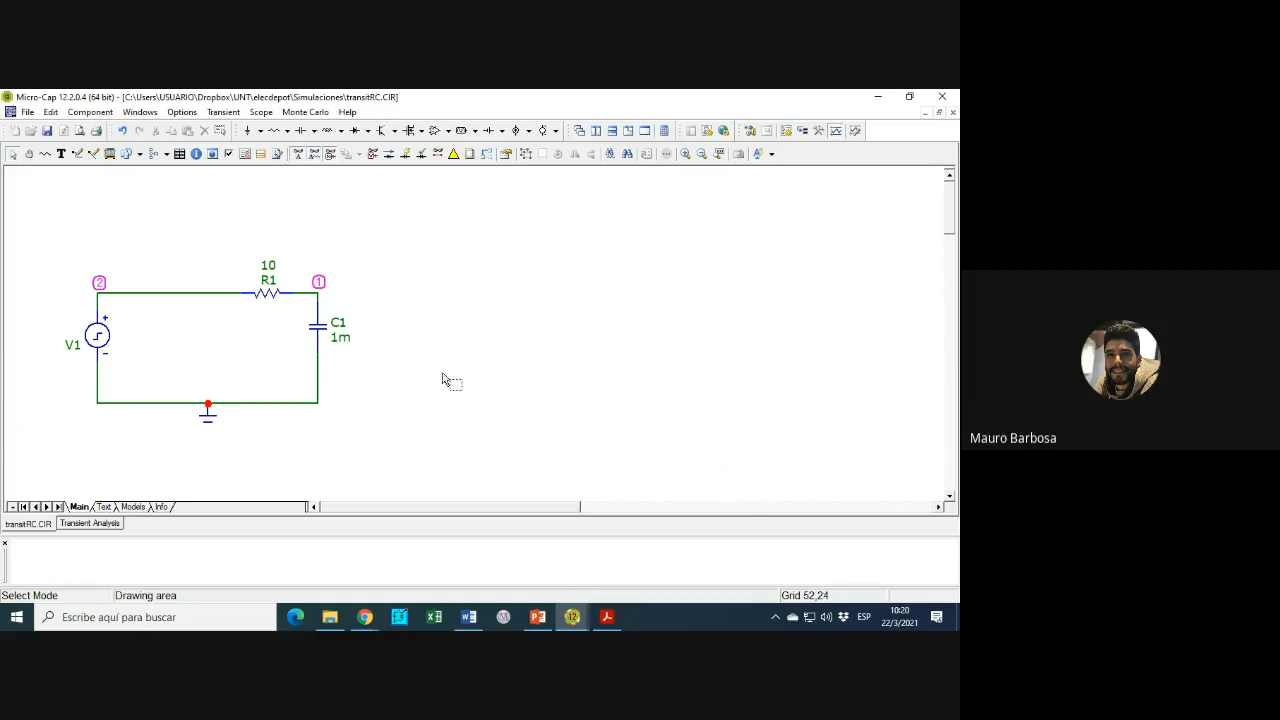 Micro-Cap 12.2.0.4 (64 bit) - [C:\Users\USUARIO\Dropbox\UNT\elecdepot\Simulaciones\transitRC.CIR]
File Edit Component Windows Options Transient Scope Monte Carlo Help
10
R1
2
1
+
V1
-
C1
1m
Mauro Barbosa
Main Text Models Info
transitRC.CIR Transient Analysis
Select Mode Drawing area Grid 52,24
Escribe aquí para buscar
ESP
10:20
22/3/2021